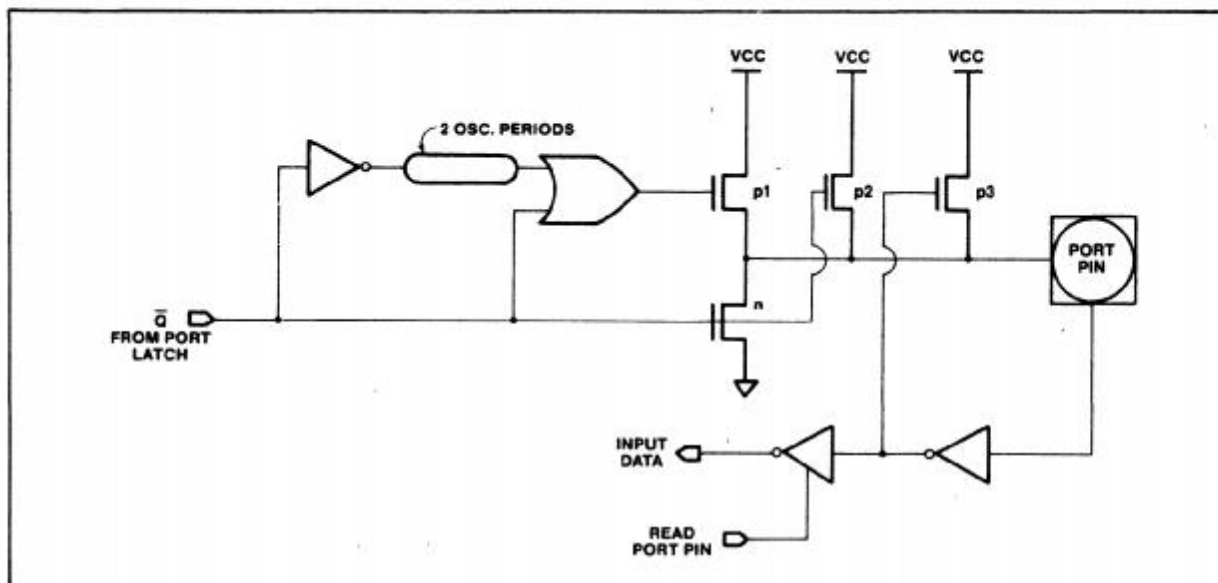 VCC
VCC
VCC
2 OSC. PERIODS
p1
p2
p3
PORT
PIN
n
Q̅
FROM PORT
LATCH
INPUT
DATA
READ
PORT PIN